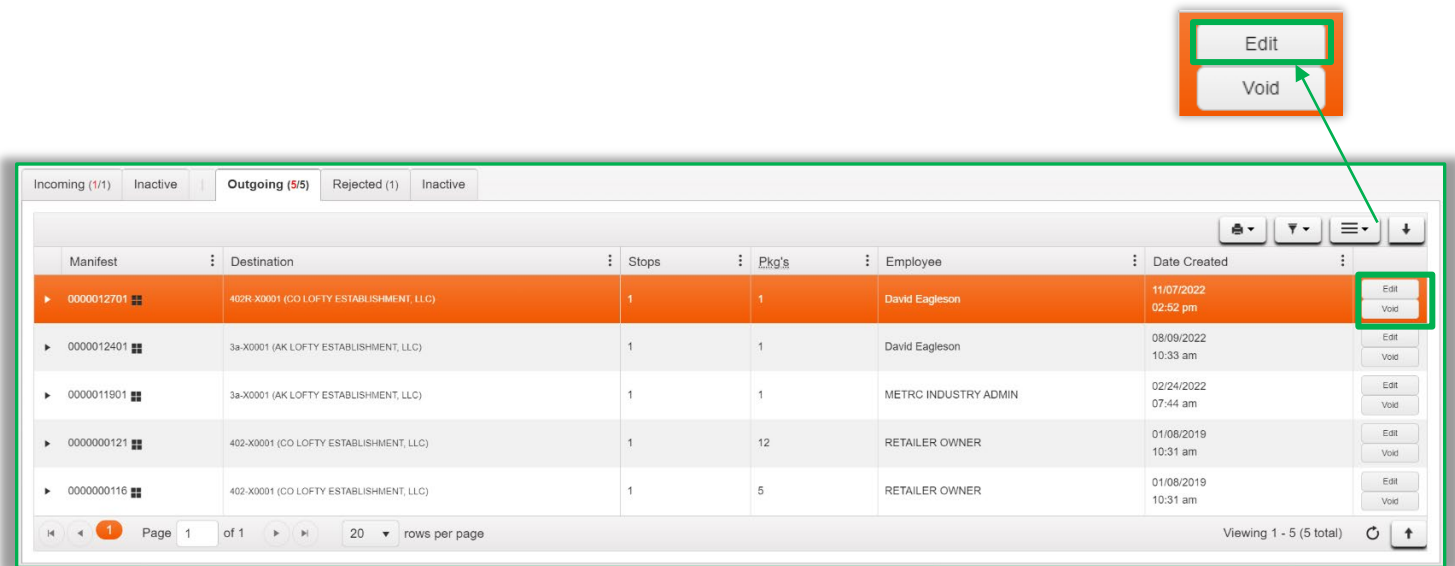 Edit
Void
Incoming (1/1) Inactive | Outgoing (5/5) Rejected (1) Inactive
Manifest Destination Stops Pkg's Employee Date Created
0000012701 402R-X0001 (CO LOFTY ESTABLISHMENT, LLC) 1 1 David Eagleson 11/07/2022 02:52 pm Edit Void
0000012401 3a-X0001 (AK LOFTY ESTABLISHMENT, LLC) 1 1 David Eagleson 08/09/2022 10:33 am Edit Void
0000011901 3a-X0001 (AK LOFTY ESTABLISHMENT, LLC) 1 1 METRC INDUSTRY ADMIN 02/24/2022 07:44 am Edit Void
0000000121 402-X0001 (CO LOFTY ESTABLISHMENT, LLC) 1 12 RETAILER OWNER 01/08/2019 10:31 am Edit Void
0000000116 402-X0001 (CO LOFTY ESTABLISHMENT, LLC) 1 5 RETAILER OWNER 01/08/2019 10:31 am Edit Void
1 Page 1 of 1 20 rows per page Viewing 1 - 5 (5 total)